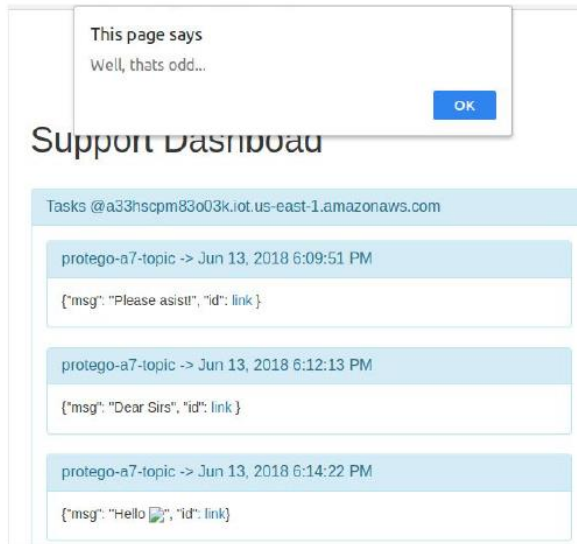 This page says
Well, thats odd...
OK
Support Dashboad
Tasks @a33hscpm83o03k.iot.us-east-1.amazonaws.com
protego-a7-topic -> Jun 13, 2018 6:09:51 PM
{"msg": "Please asist!", "id": link }
protego-a7-topic -> Jun 13, 2018 6:12:13 PM
{"msg": "Dear Sirs", "id": link }
protego-a7-topic -> Jun 13, 2018 6:14:22 PM
{"msg": "Hello ", "id": link}